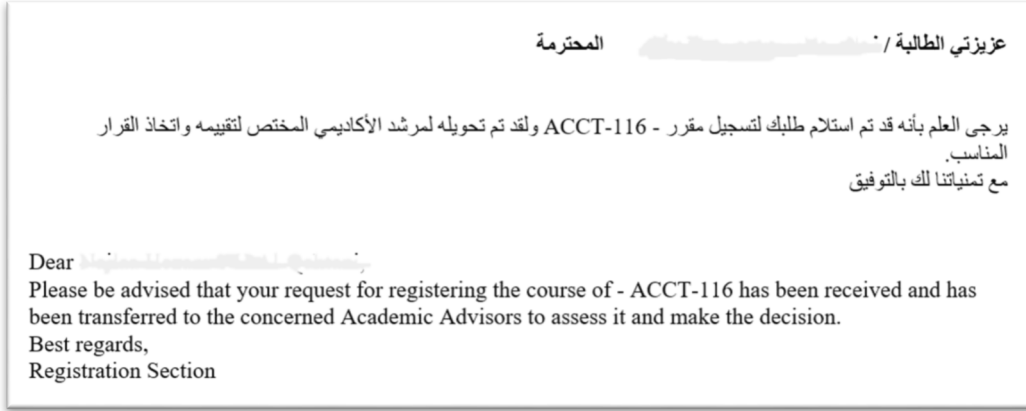 عزيزتي الطالبة / المحترمة
يرجى العلم بأنه قد تم استلام طلبك لتسجيل مقرر - ACCT-116 ولقد تم تحويله لمرشد الأكاديمي المختص لتقييمه واتخاذ القرار
المناسب.
مع تمنياتنا لك بالتوفيق
Dear
Please be advised that your request for registering the course of - ACCT-116 has been received and has
been transferred to the concerned Academic Advisors to assess it and make the decision.
Best regards,
Registration Section